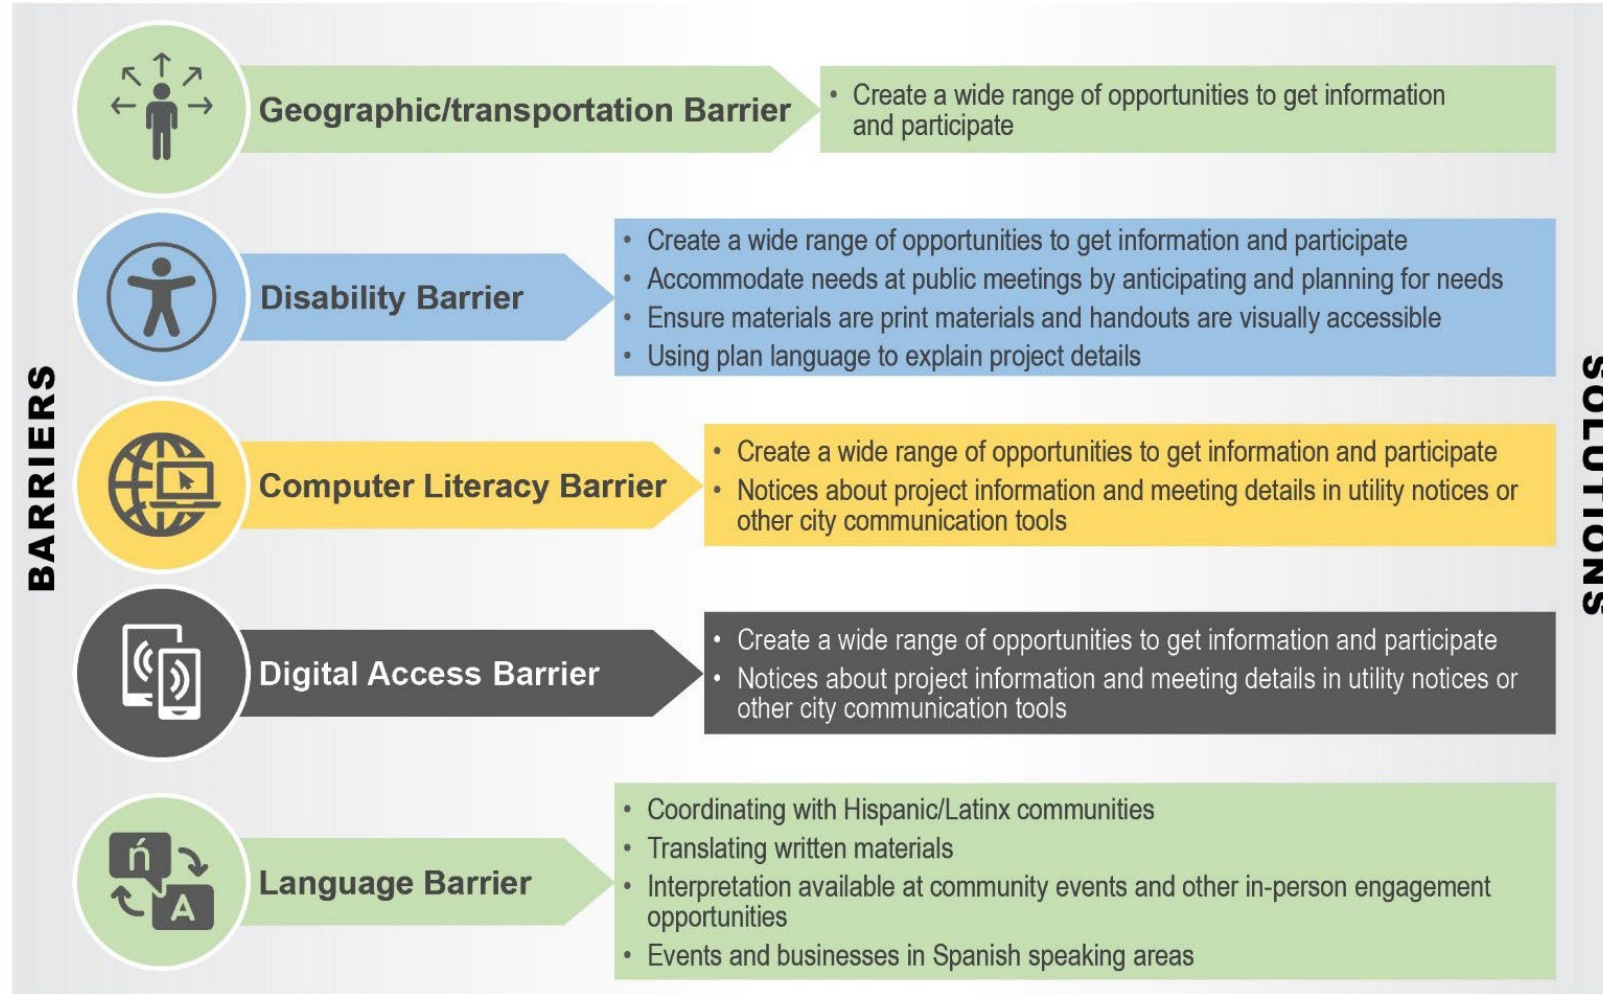 BARRIERS
Geographic/transportation Barrier
• Create a wide range of opportunities to get information
and participate
Disability Barrier
• Create a wide range of opportunities to get information and participate
• Accommodate needs at public meetings by anticipating and planning for needs
• Ensure materials are print materials and handouts are visually accessible
• Using plan language to explain project details
Computer Literacy Barrier
• Create a wide range of opportunities to get information and participate
• Notices about project information and meeting details in utility notices or
other city communication tools
Digital Access Barrier
• Create a wide range of opportunities to get information and participate
• Notices about project information and meeting details in utility notices or
other city communication tools
ń
A
Language Barrier
• Coordinating with Hispanic/Latinx communities
• Translating written materials
• Interpretation available at community events and other in-person engagement
opportunities
• Events and businesses in Spanish speaking areas
SOLUTIONS